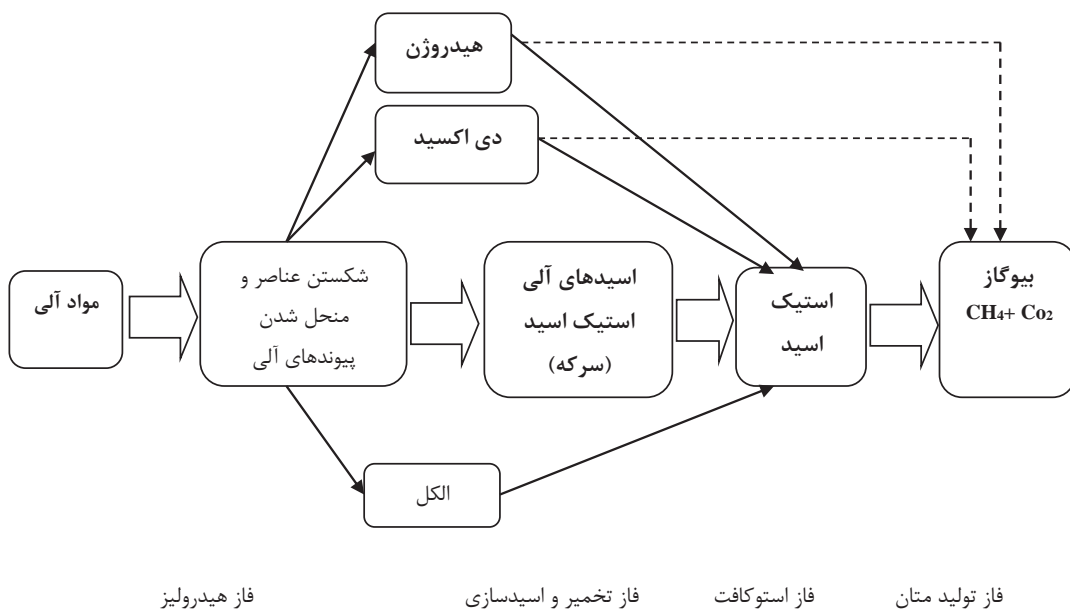 هیدروژن
دی اکسید
مواد آلی
شکستن عناصر و
منحل شدن
پیوندهای آلی
اسیدهای آلی
استیک اسید
(سرکه)
استیک
اسید
بیوگاز
CH4+ Co2
الکل
فاز هیدرولیز
فاز تخمیر و اسیدسازی
فاز استوکافت
فاز تولید متان